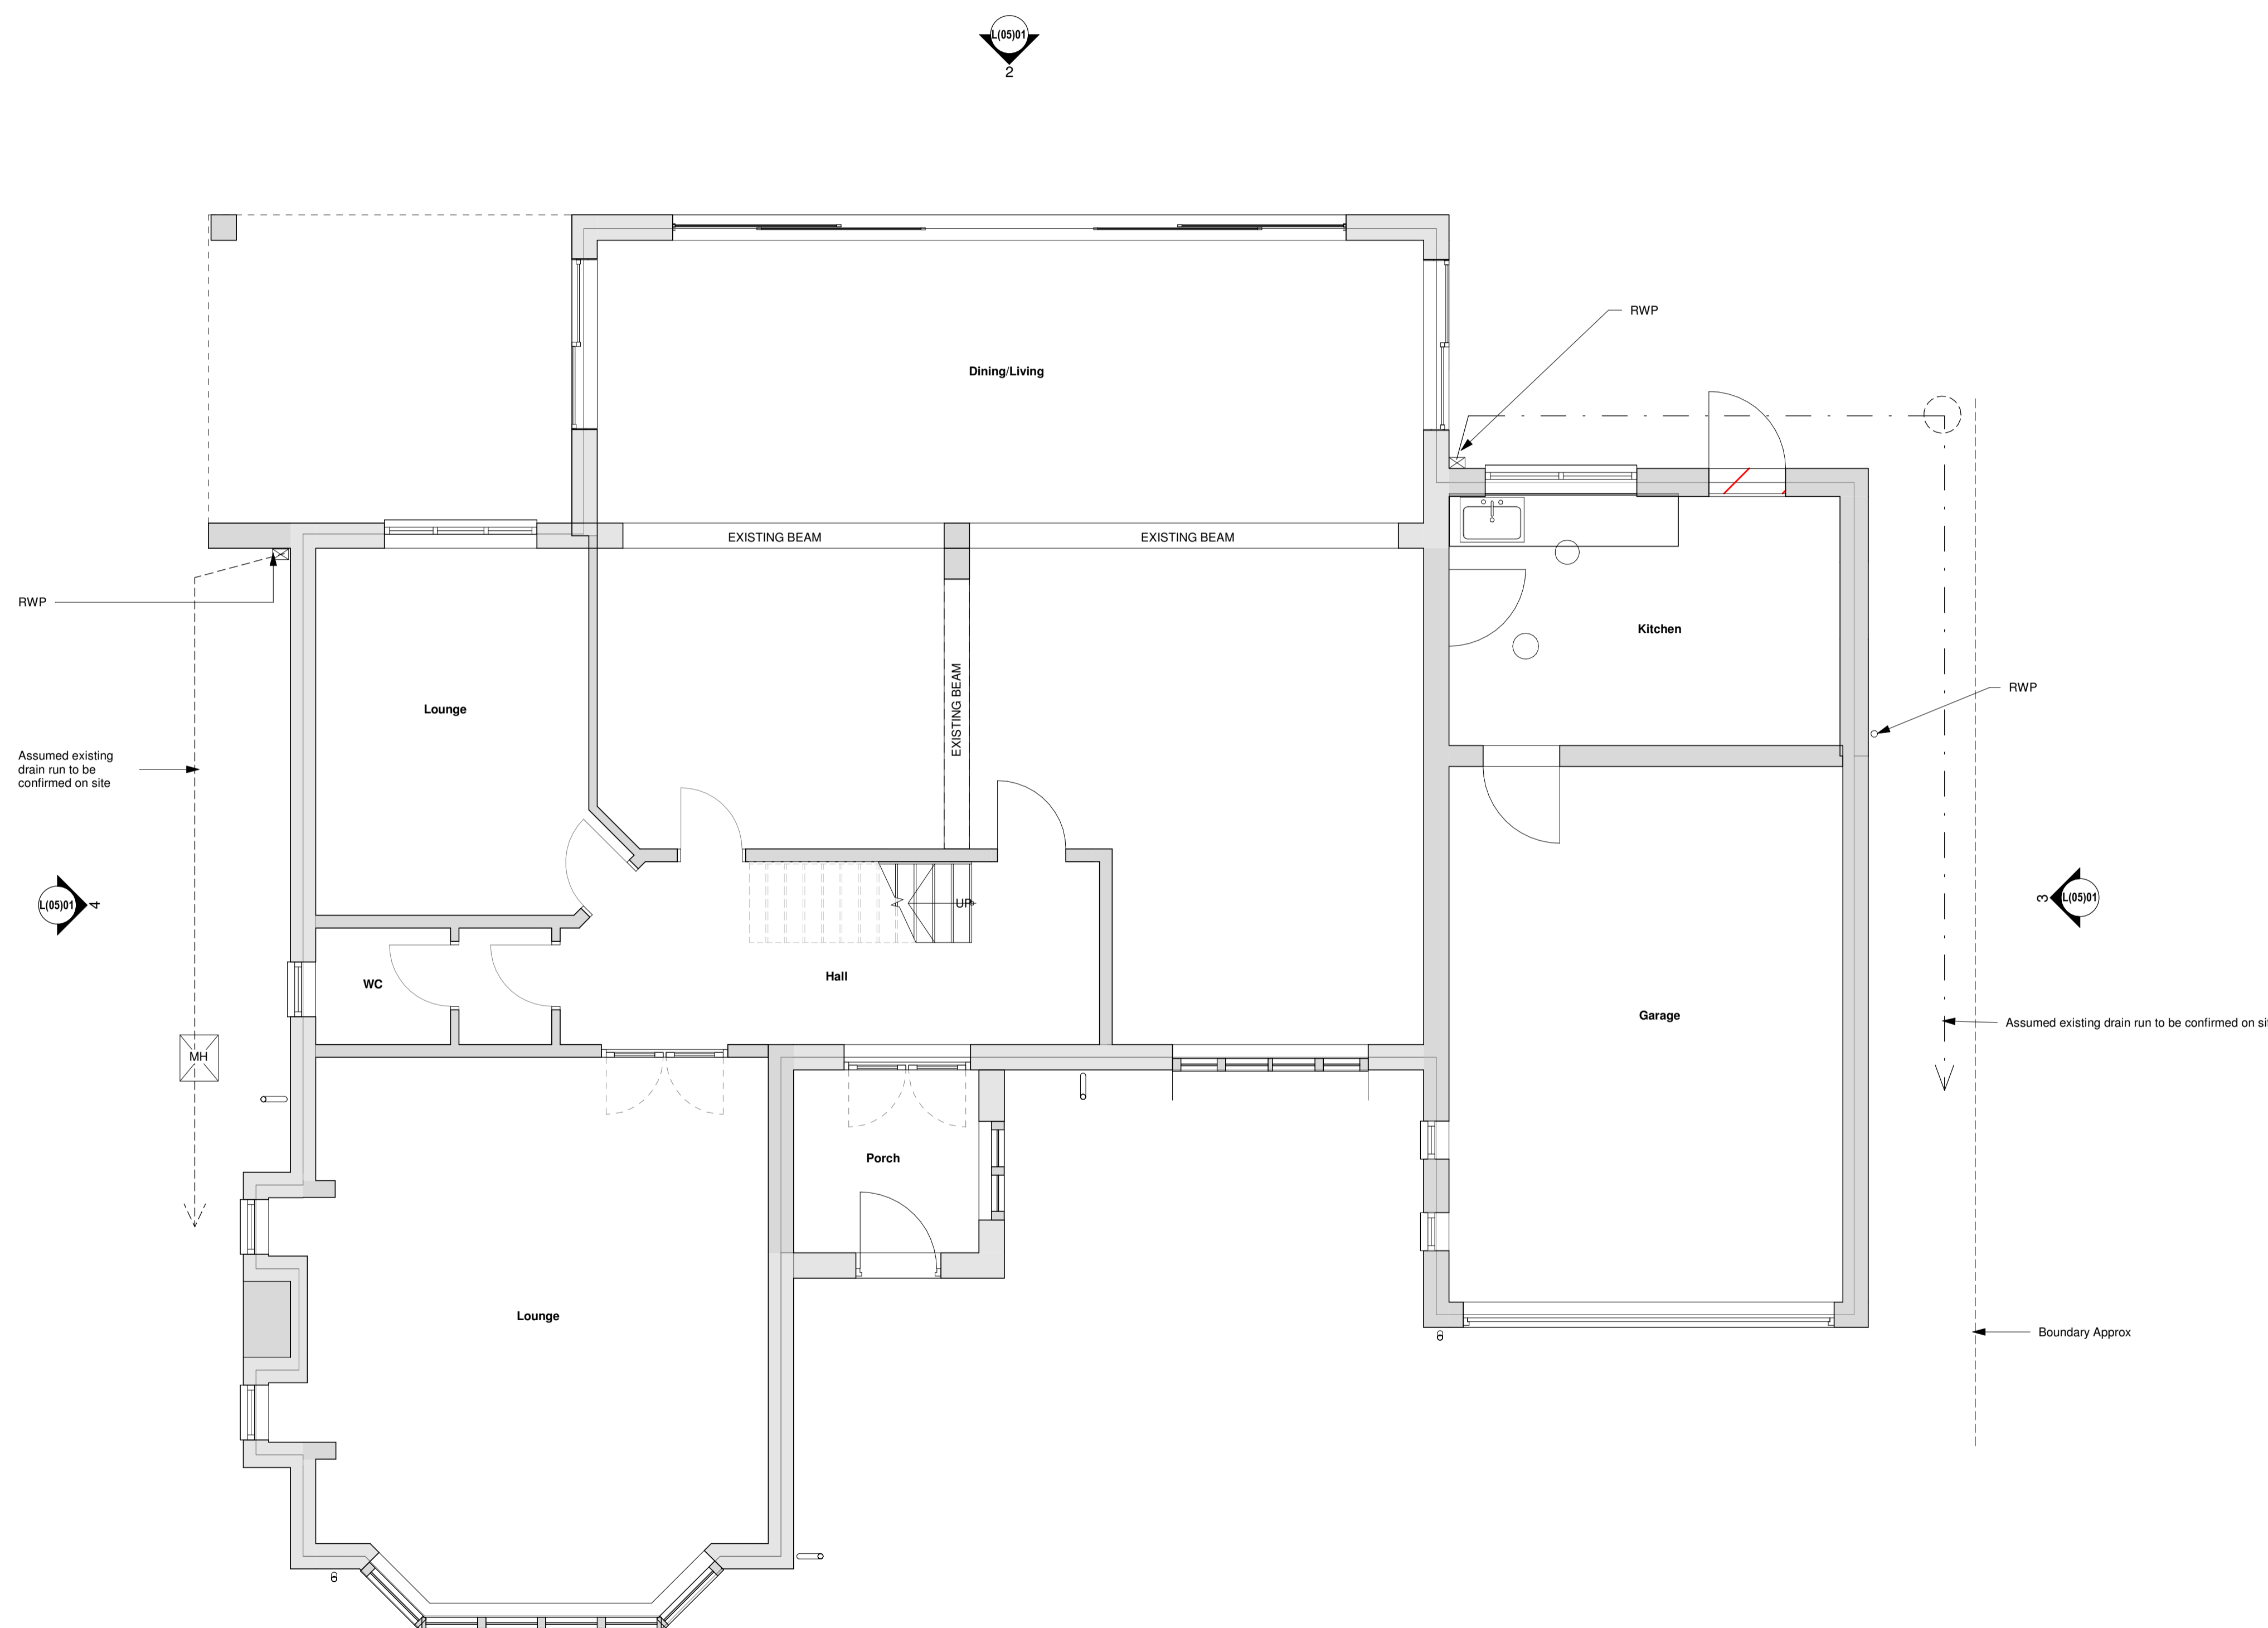 L(05)01
2
RWP
Dining/Living
EXISTING BEAM
EXISTING BEAM
RWP
Kitchen
EXISTING BEAM
RWP
Lounge
Assumed existing
drain run to be
confirmed on site
L(05)01
4
UP
3
L(05)01
Hall
WC
Garage
Assumed existing drain run to be confirmed on si
MH
Porch
Lounge
Boundary Approx